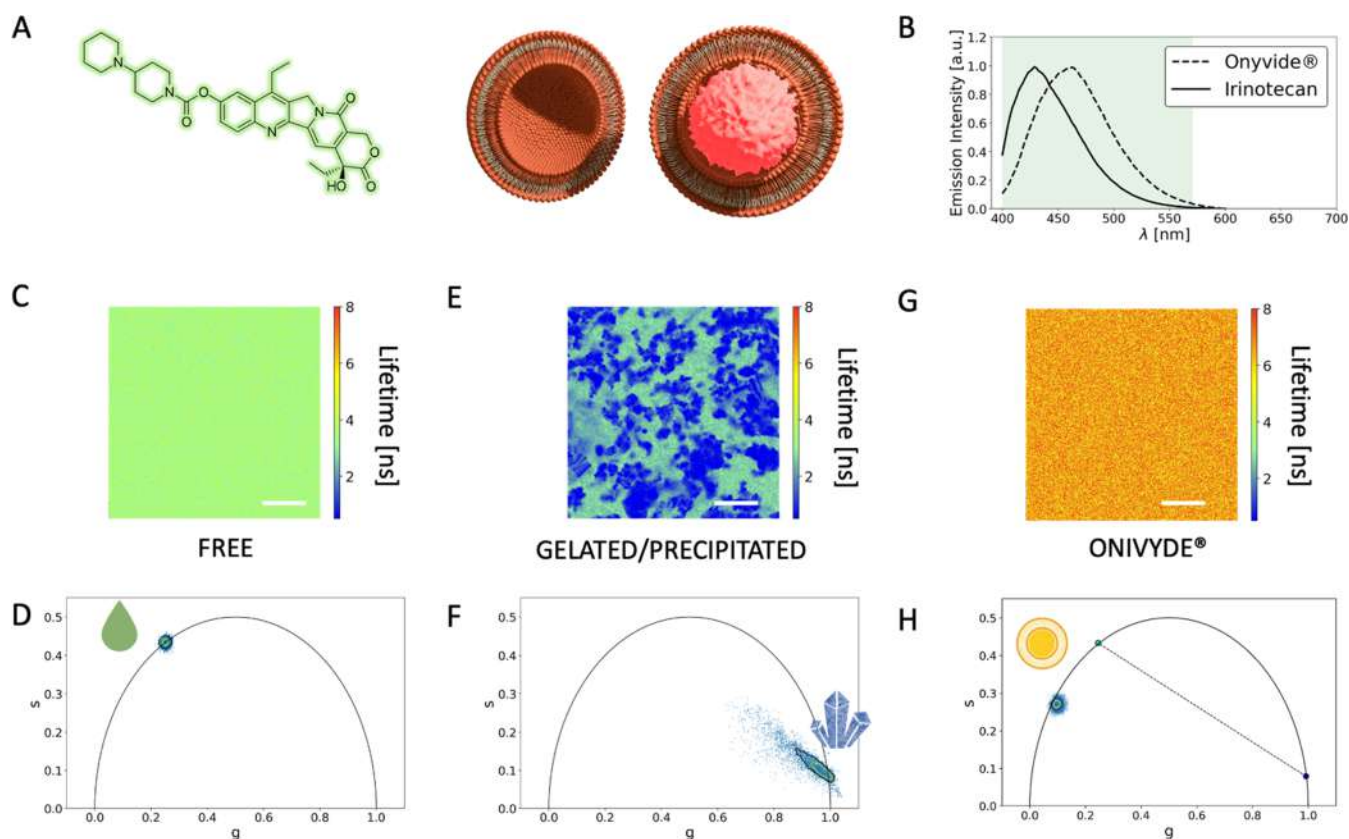 A
N
N
O
O
N
N
O
O
O
HO
B
Emission Intensity [a.u.]
1.2
1.0
0.8
0.6
0.4
0.2
0.0
Onyvide®
Irinotecan
400 450 500 550 600 650 700
λ [nm]
C
8
6
4
2
Lifetime [ns]
FREE
E
8
6
4
2
Lifetime [ns]
GELATED/PRECIPITATED
G
8
6
4
2
Lifetime [ns]
ONIVYDE®
D
s
0.5
0.4
0.3
0.2
0.1
0.0
0.0 0.2 0.4 0.6 0.8 1.0
g
F
s
0.5
0.4
0.3
0.2
0.1
0.0
0.0 0.2 0.4 0.6 0.8 1.0
g
H
s
0.5
0.4
0.3
0.2
0.1
0.0
0.0 0.2 0.4 0.6 0.8 1.0
g